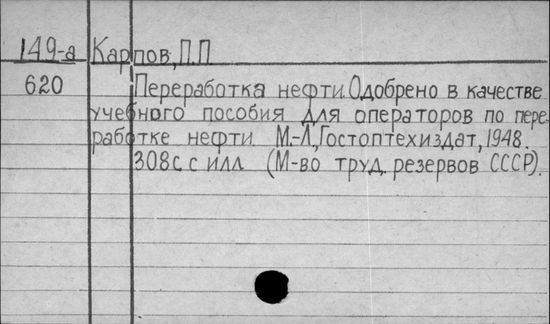 149-а Карпов, П.П
620 Переработка нефти. Одобрено в качестве
учебного пособия для операторов по пере-
работке нефти. М.-Л., Гостоптехиздат, 1948.
308с. с илл (М-во труд. резервов СССР).